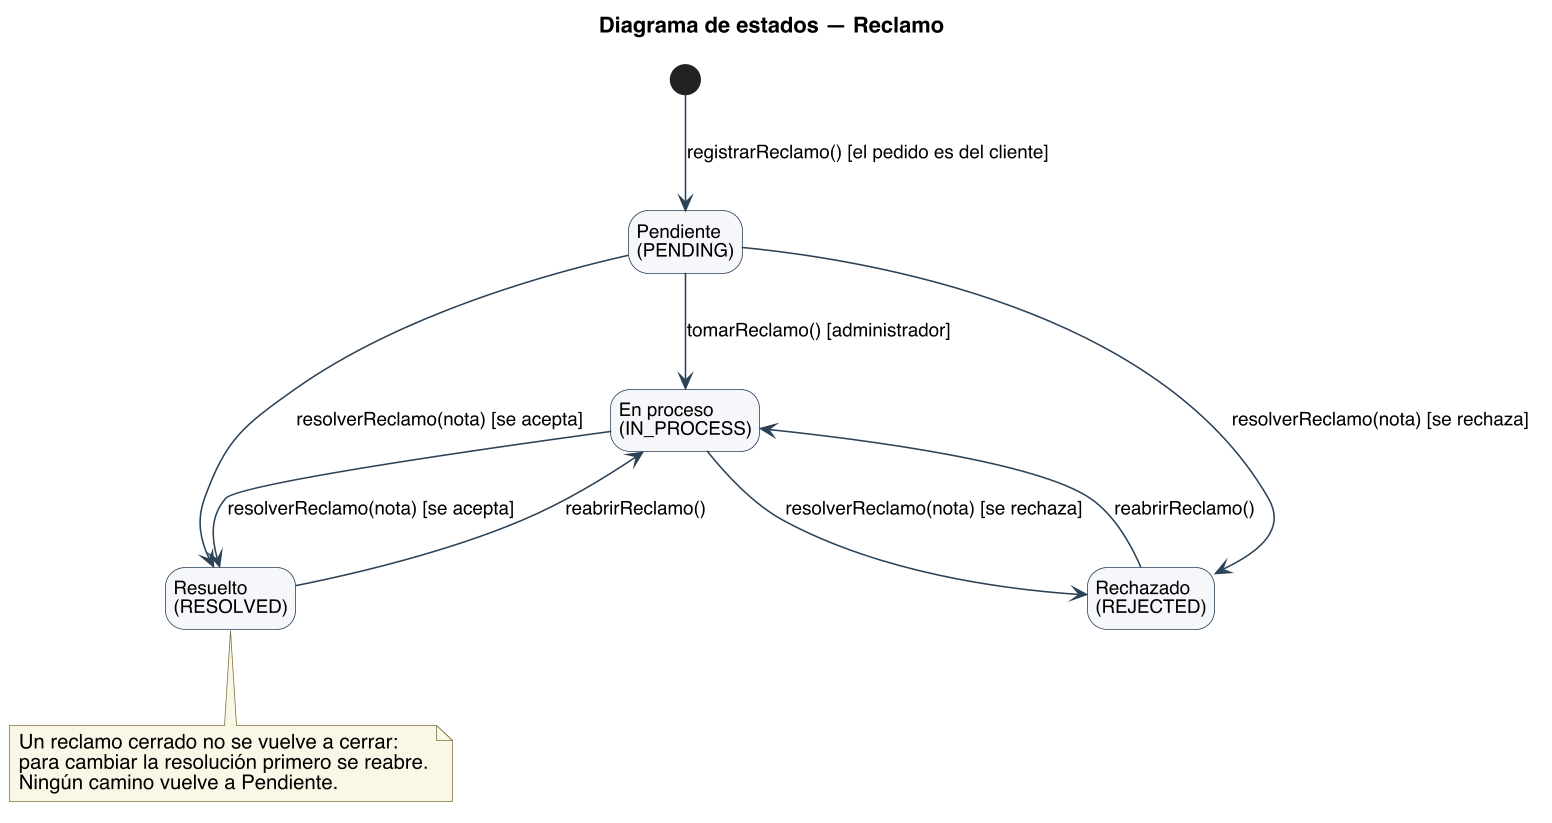 Diagrama de estados — Reclamo
registrarReclamo() [el pedido es del cliente]
Pendiente
(PENDING)
tomarReclamo() [administrador]
En proceso
(IN_PROCESS)
resolverReclamo(nota) [se acepta]
resolverReclamo(nota) [se rechaza]
resolverReclamo(nota) [se acepta]
reabrirReclamo()
resolverReclamo(nota) [se rechaza]
reabrirReclamo()
Resuelto
(RESOLVED)
Rechazado
(REJECTED)
Un reclamo cerrado no se vuelve a cerrar:
para cambiar la resolución primero se reabre.
Ningún camino vuelve a Pendiente.